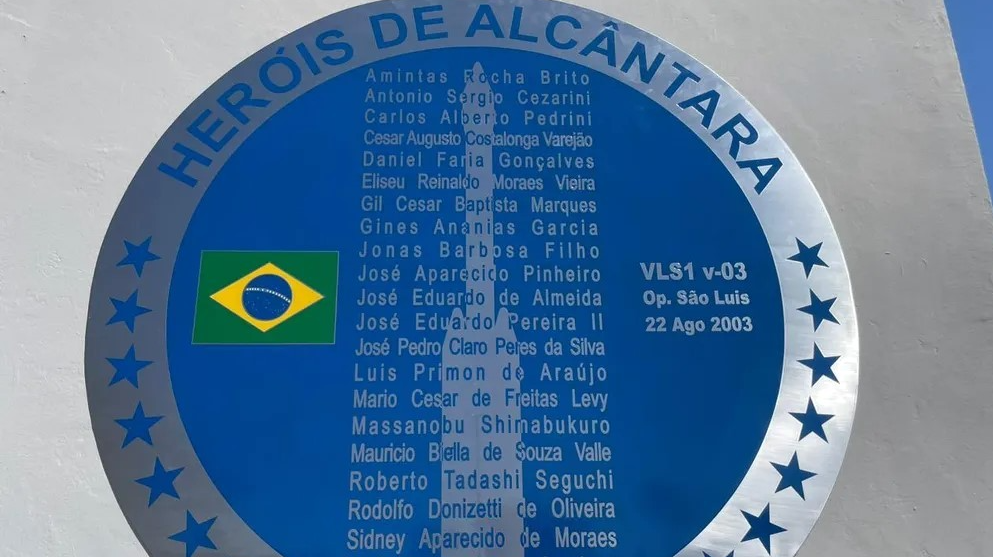 HERÓIS DE ALCÂNTARA
Amintas Rocha Brito
Antonio Sergio Cezarini
Carlos Alberto Pedrini
Cesar Augusto Costalonga Varejão
Daniel Faria Gonçalves
Eliseu Reinaldo Moraes Vieira
Gil Cesar Baptista Marques
Gines Ananias Garcia
Jonas Barbosa Filho
José Aparecido Pinheiro
José Eduardo de Almeida
José Eduardo Pereira II
José Pedro Claro Peres da Silva
Luis Primon de Araújo
Mario Cesar de Freitas Levy
Massanobu Shimabukuro
Mauricio Biella de Souza Valle
Roberto Tadashi Seguchi
Rodolfo Donizetti de Oliveira
Sidney Aparecido de Moraes
VLS1 v-03
Op. São Luis
22 Ago 2003